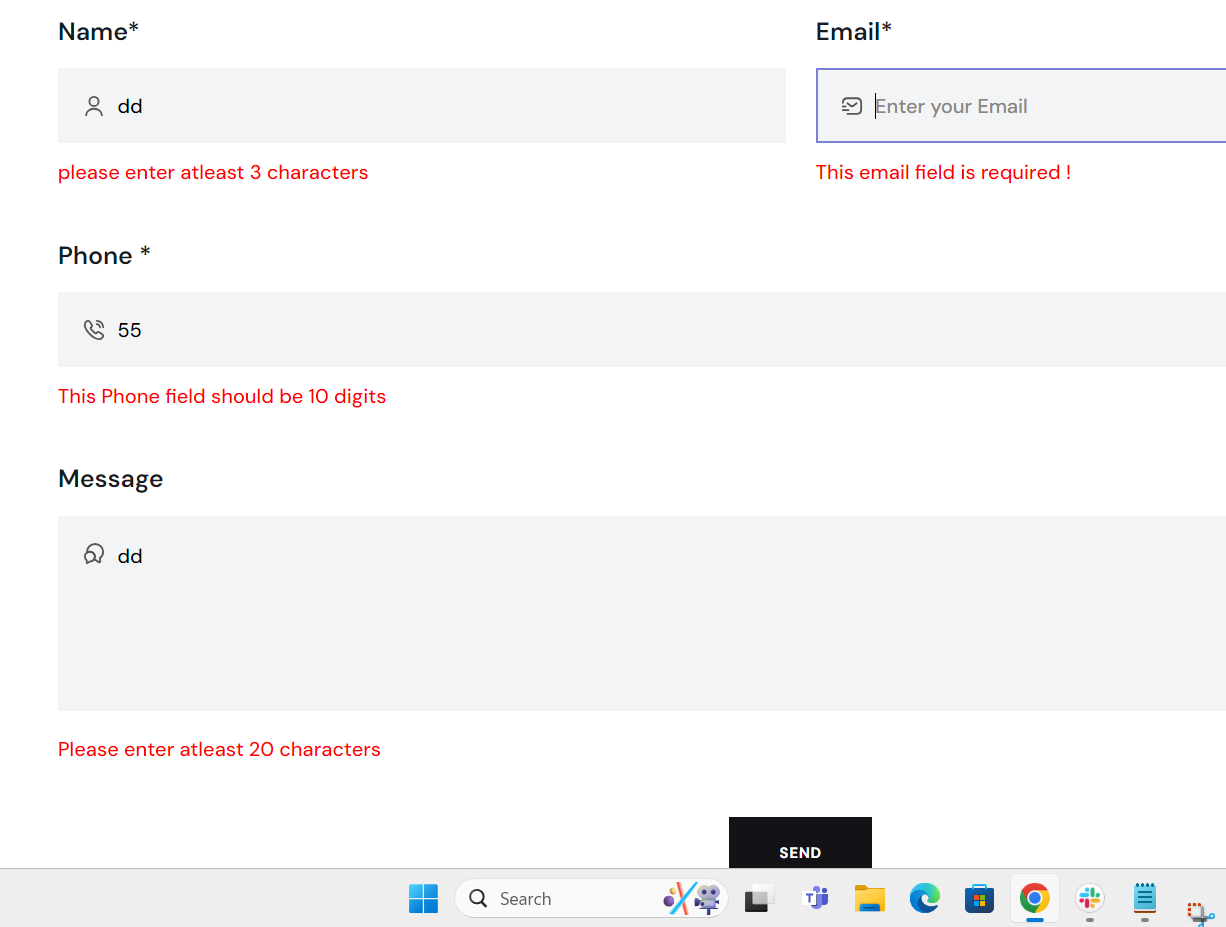 Name*
Email*
dd
Enter your Email
please enter atleast 3 characters
This email field is required !
Phone *
55
This Phone field should be 10 digits
Message
dd
Please enter atleast 20 characters
SEND
Search
T